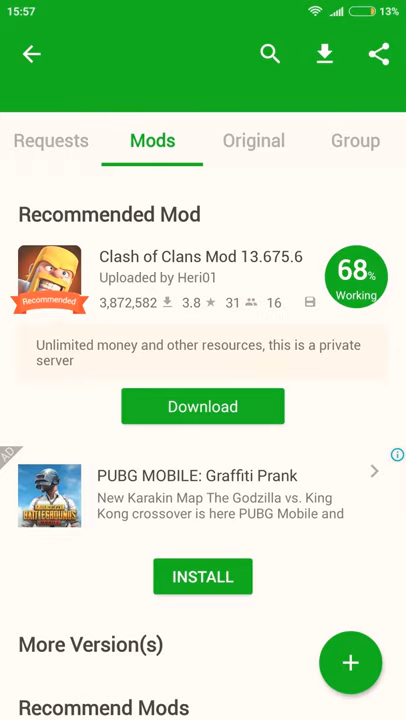 15:57
13%
Requests
Mods
Original
Group
Recommended Mod
Clash of Clans Mod 13.675.6
Uploaded by Heri01
3,872,582 3.8 31 16
68%
Working
Recommended
Unlimited money and other resources, this is a private
server
Download
AD
PUBG MOBILE: Graffiti Prank
New Karakin Map The Godzilla vs. King
Kong crossover is here PUBG Mobile and
BATTLEGROUNDS
INSTALL
More Version(s)
Recommend Mods